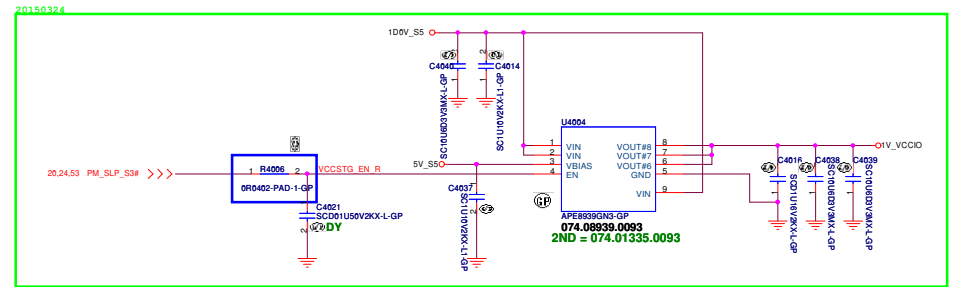 20150324
1D0V_S5
C4040
SC10U6D3V3MX-L-GP
C4014
SC1U10V2KX-L1-GP
U4004
1 VIN VOUT#8 8
2 VIN VOUT#7 7
3 VBIAS VOUT#6 6
4 EN GND 5
VIN 9
5V_S5
1V_VCCIO
20,24,53 PM_SLP_S3#
1 R4006 2
0R0402-PAD-1-GP
VCCSTG_EN_R
C4021
SCD01U50V2KX-L-GP
DY
C4037
SC1U10V2KX-L1-GP
GP
APE8939GN3-GP
074.08939.0093
2ND = 074.01335.0093
C4016
SCD1U16V2KX-L-GP
C4038
SC10U6D3V3MX-L-GP
C4039
SC10U6D3V3MX-L-GP